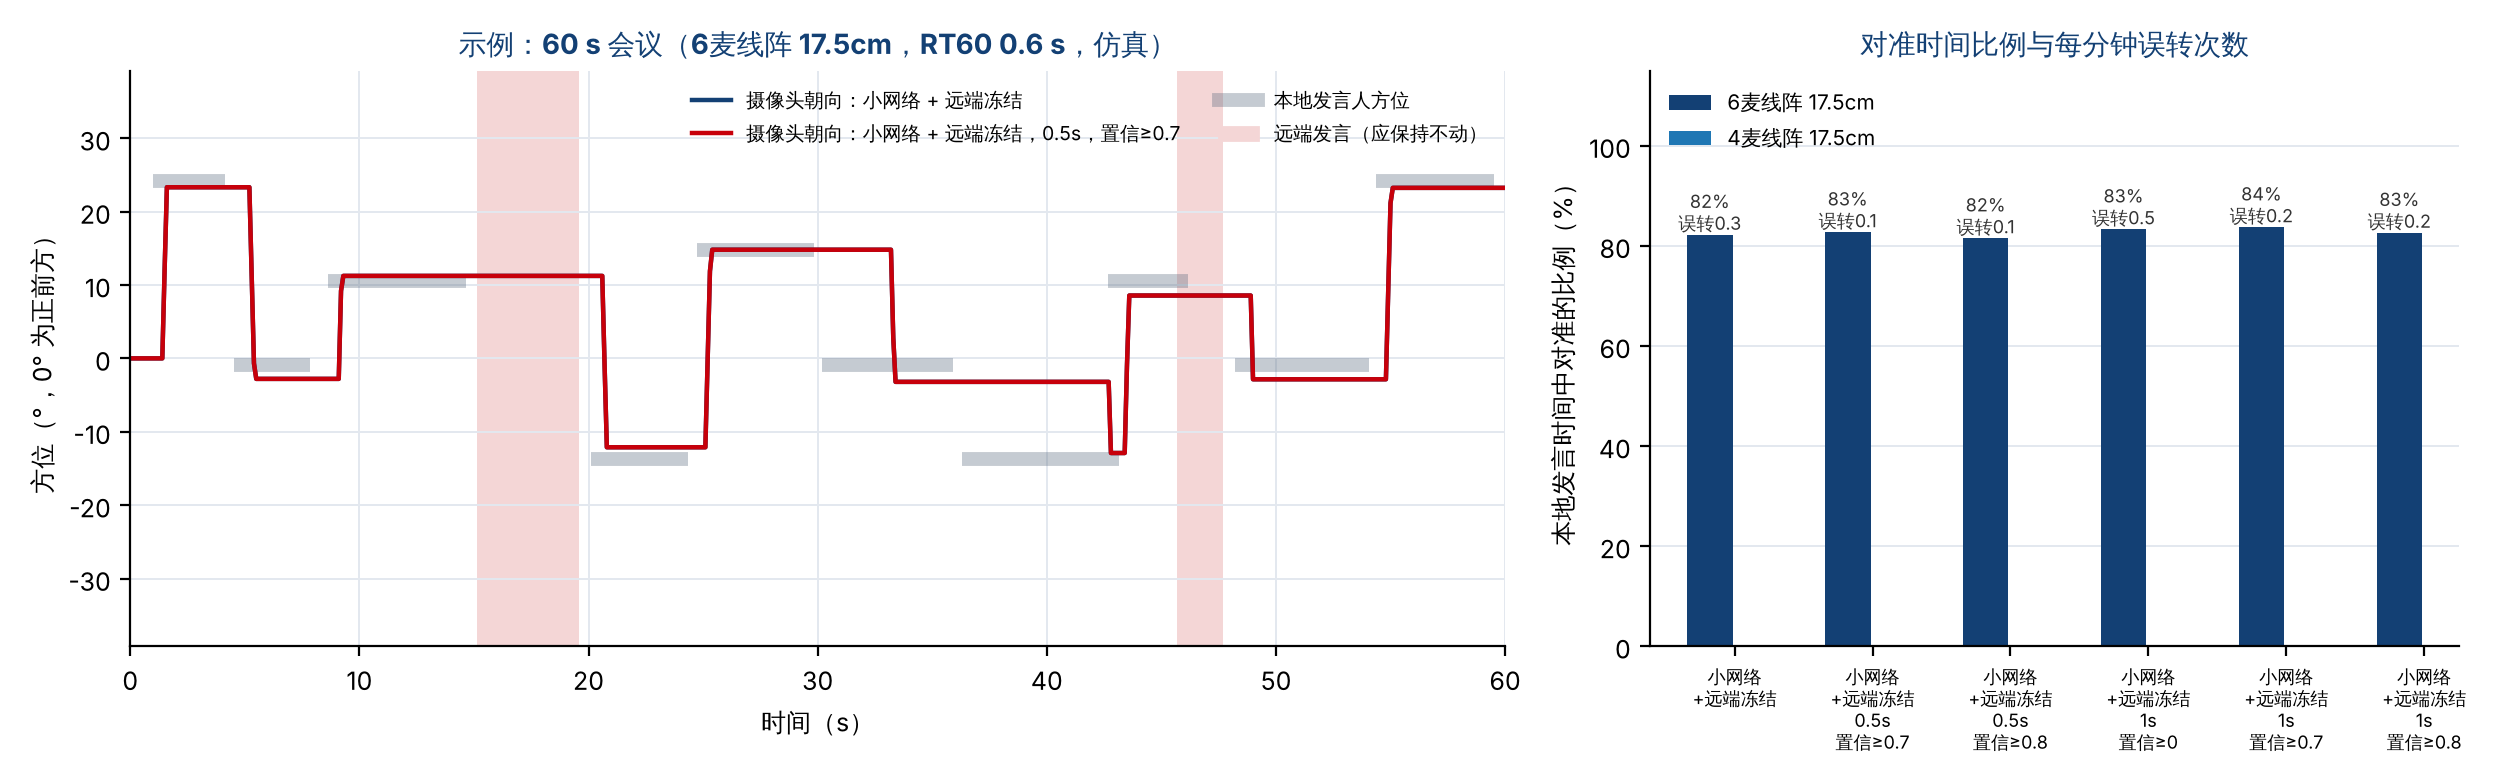 示例：60 s 会议（6麦线阵 17.5cm，RT60 0.6 s，仿真）
摄像头朝向：小网络 + 远端冻结
摄像头朝向：小网络 + 远端冻结，0.5s，置信≥0.7
本地发言人方位
远端发言（应保持不动）
方位（°，0° 为正前方）
30
20
10
0
-10
-20
-30
0
10
20
30
40
50
60
时间（s）
对准时间比例与每分钟误转次数
6麦线阵 17.5cm
4麦线阵 17.5cm
本地发言时间中对准的比例（%）
100
80
60
40
20
0
82%
误转0.3
83%
误转0.1
82%
误转0.1
83%
误转0.5
84%
误转0.2
83%
误转0.2
小网络
+远端冻结
小网络
+远端冻结
0.5s
置信≥0.7
小网络
+远端冻结
0.5s
置信≥0.8
小网络
+远端冻结
1s
置信≥0
小网络
+远端冻结
1s
置信≥0.7
小网络
+远端冻结
1s
置信≥0.8